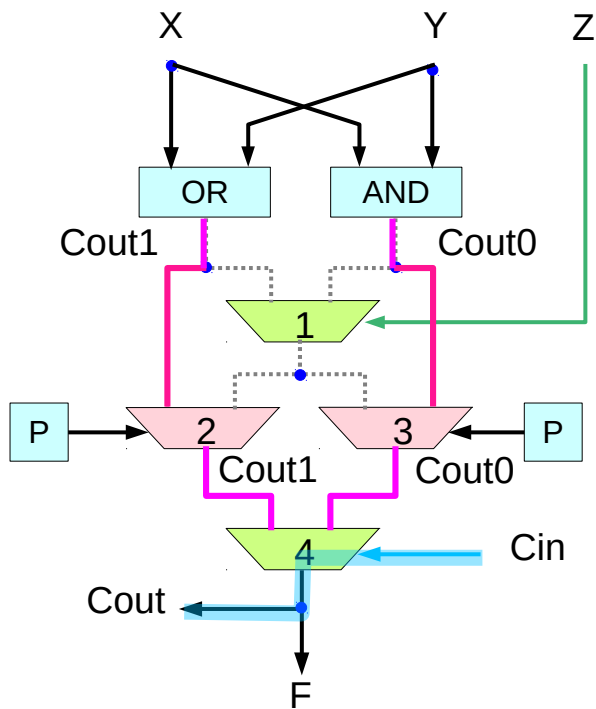 X Y Z
OR AND
Cout1 Cout0
1
P 2 3 P
Cout1 Cout0
4 Cin
Cout
F